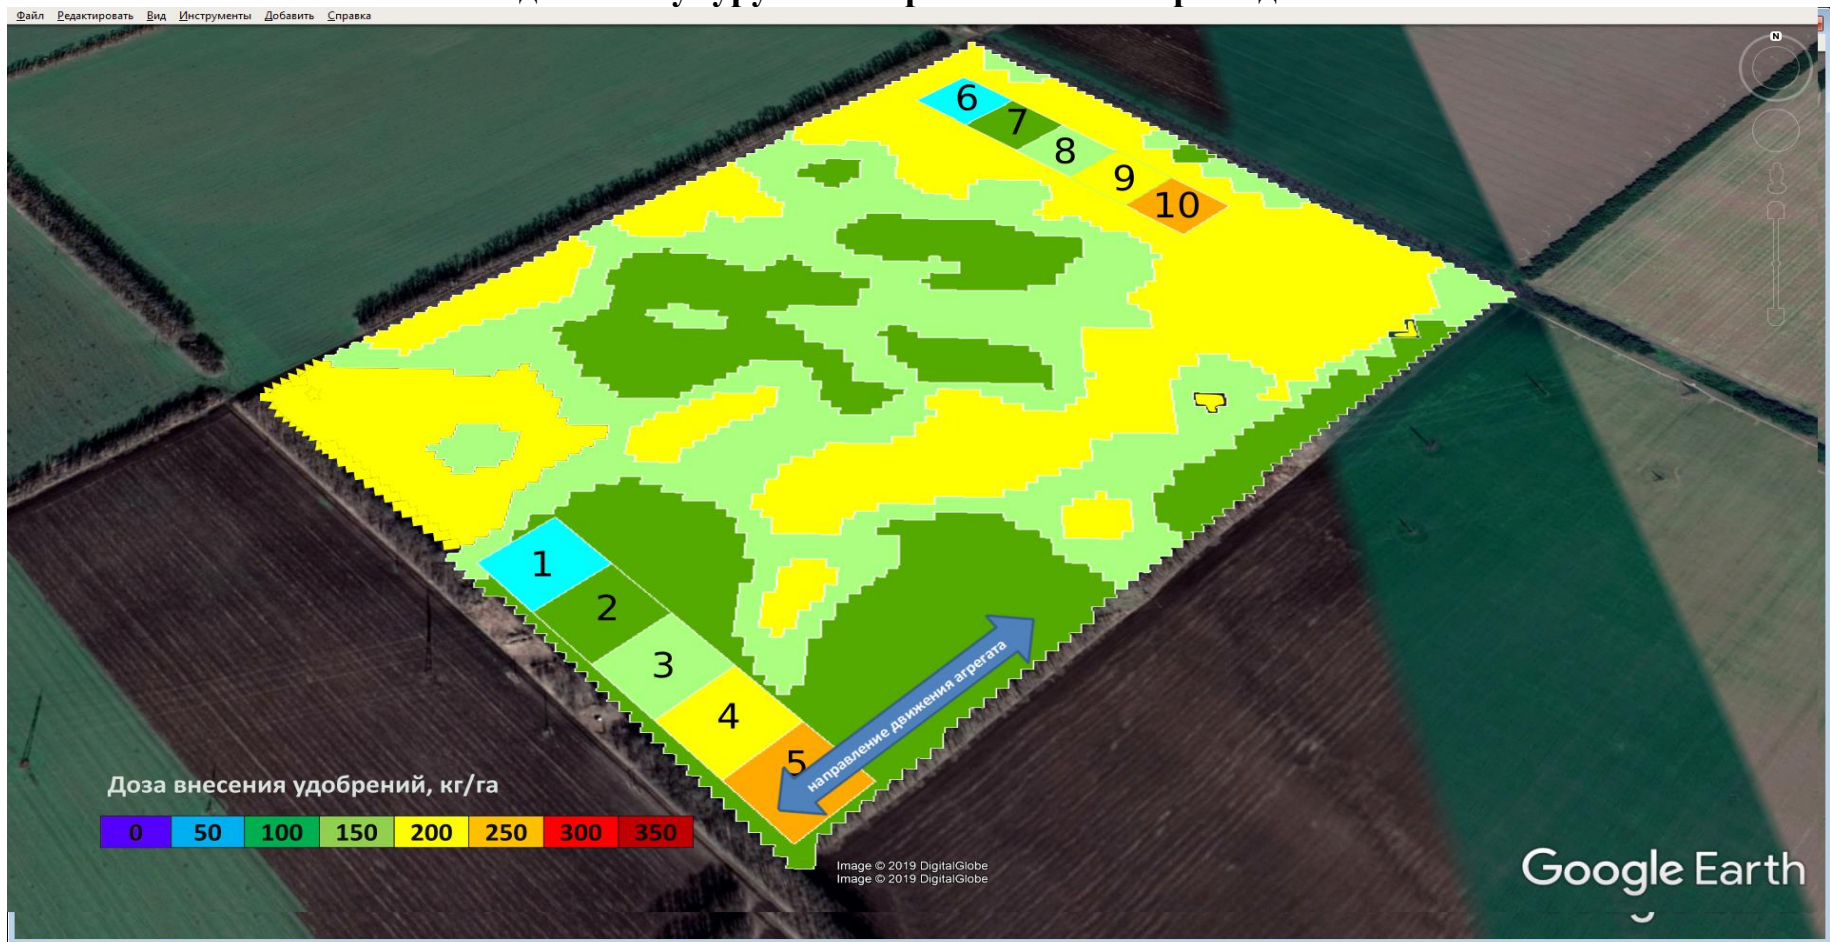 Файл Редактировать Вид Инструменты Добавить Справка
N
6
7
8
9
10
1
2
3
4
5
направление движения агрегата
Доза внесения удобрений, кг/га
0 50 100 150 200 250 300 350
Image © 2019 DigitalGlobe
Image © 2019 DigitalGlobe
Google Earth